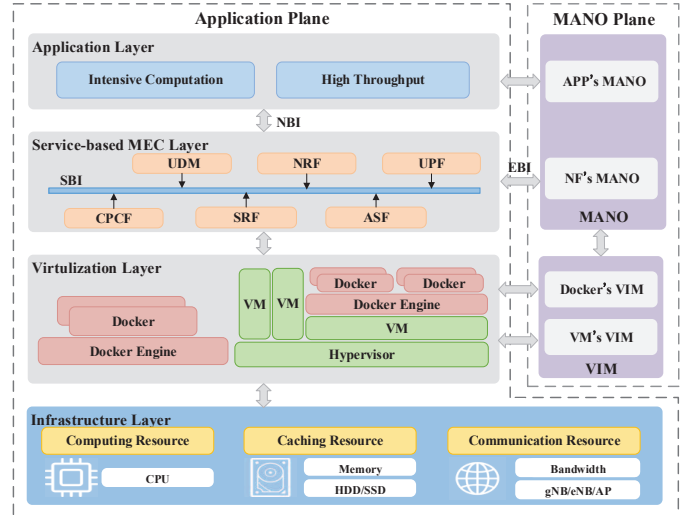 Application Plane
MANO Plane
Application Layer
Intensive Computation
High Throughput
APP's MANO
NBI
Service-based MEC Layer
UDM
NRF
UPF
SBI
EBI
CPCF
SRF
ASF
NF's MANO
MANO
Virtulization Layer
Docker
Docker
Docker Engine
VM
VM
VM
Hypervisor
Docker
Docker Engine
Docker's VIM
VM's VIM
VIM
Infrastructure Layer
Computing Resource
Caching Resource
Communication Resource
CPU
Memory
HDD/SSD
Bandwidth
gNB/eNB/AP